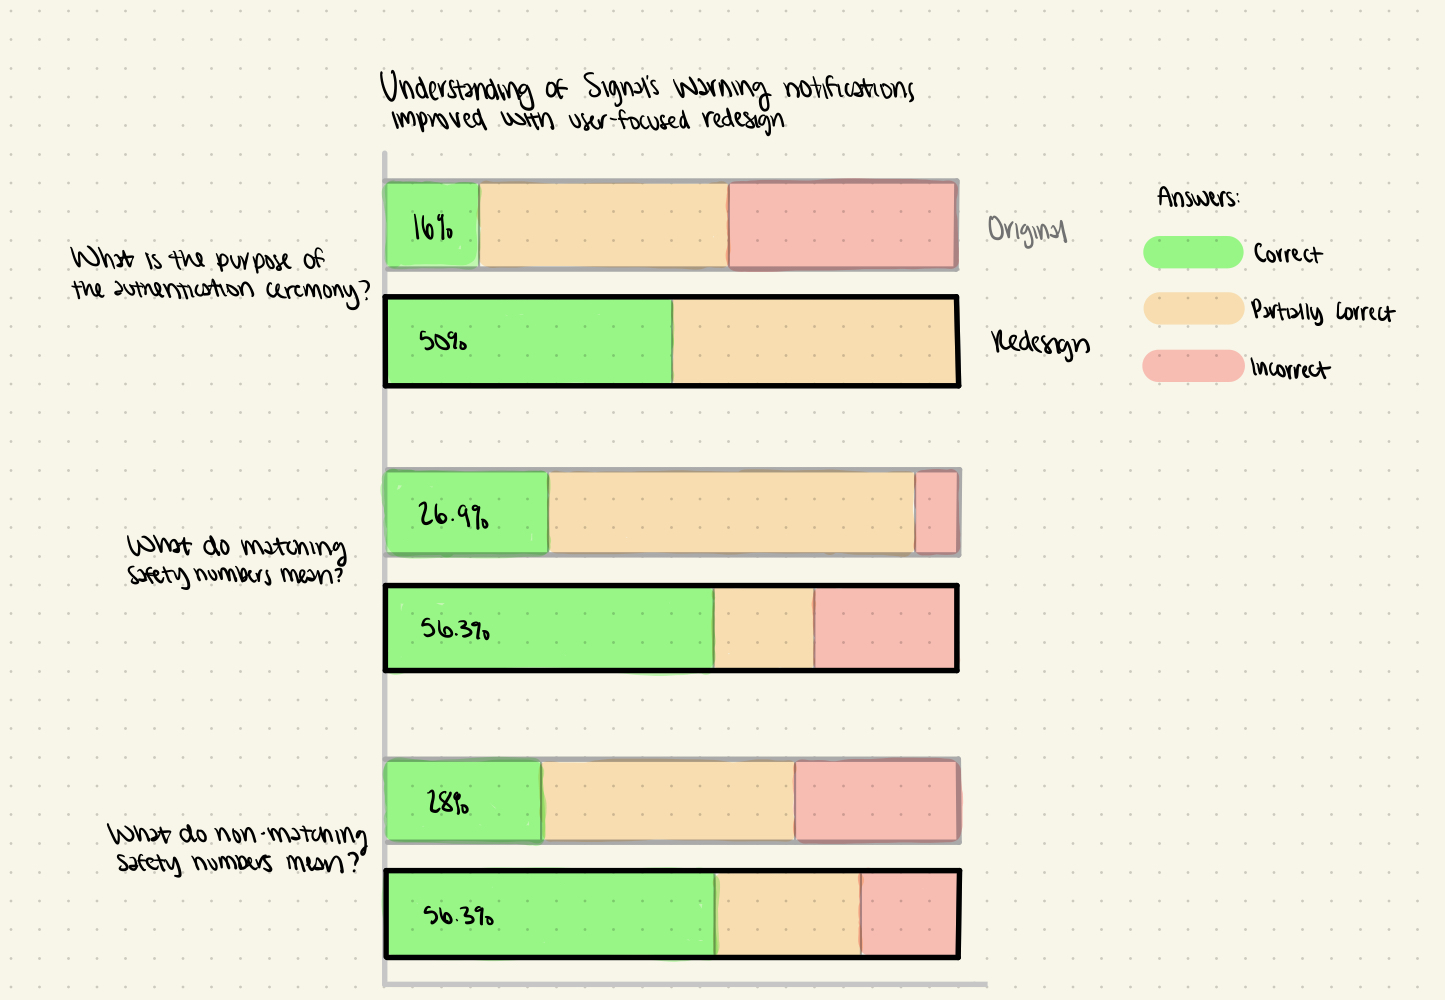 Understanding of Signal's warning notifications
improved with user-focused redesign
16%
Original
What is the purpose of
the authentication ceremony?
50%
Redesign
Answers:
Correct
Partially Correct
Incorrect
26.9%
What do matching
safety numbers mean?
56.3%
28%
What do non-matching
safety numbers mean?
56.3%